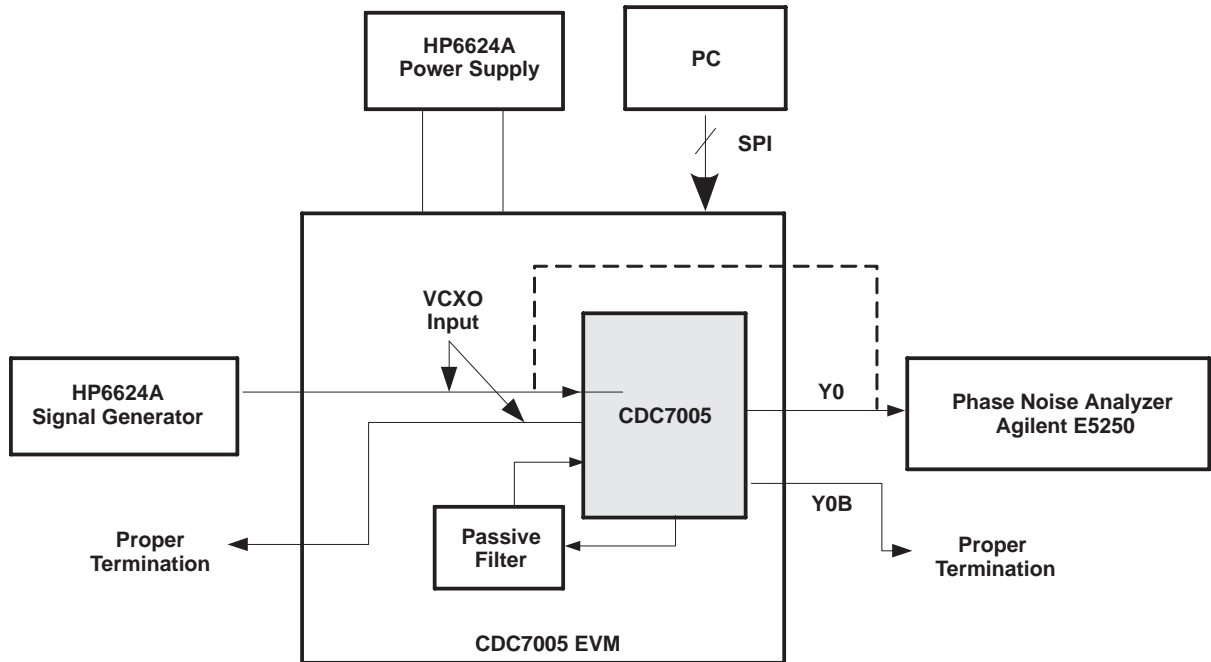 HP6624A
Power Supply
PC
SPI
VCXO
Input
HP6624A
Signal Generator
CDC7005
Y0
Phase Noise Analyzer
Agilent E5250
Y0B
Passive
Filter
Proper
Termination
Proper
Termination
CDC7005 EVM